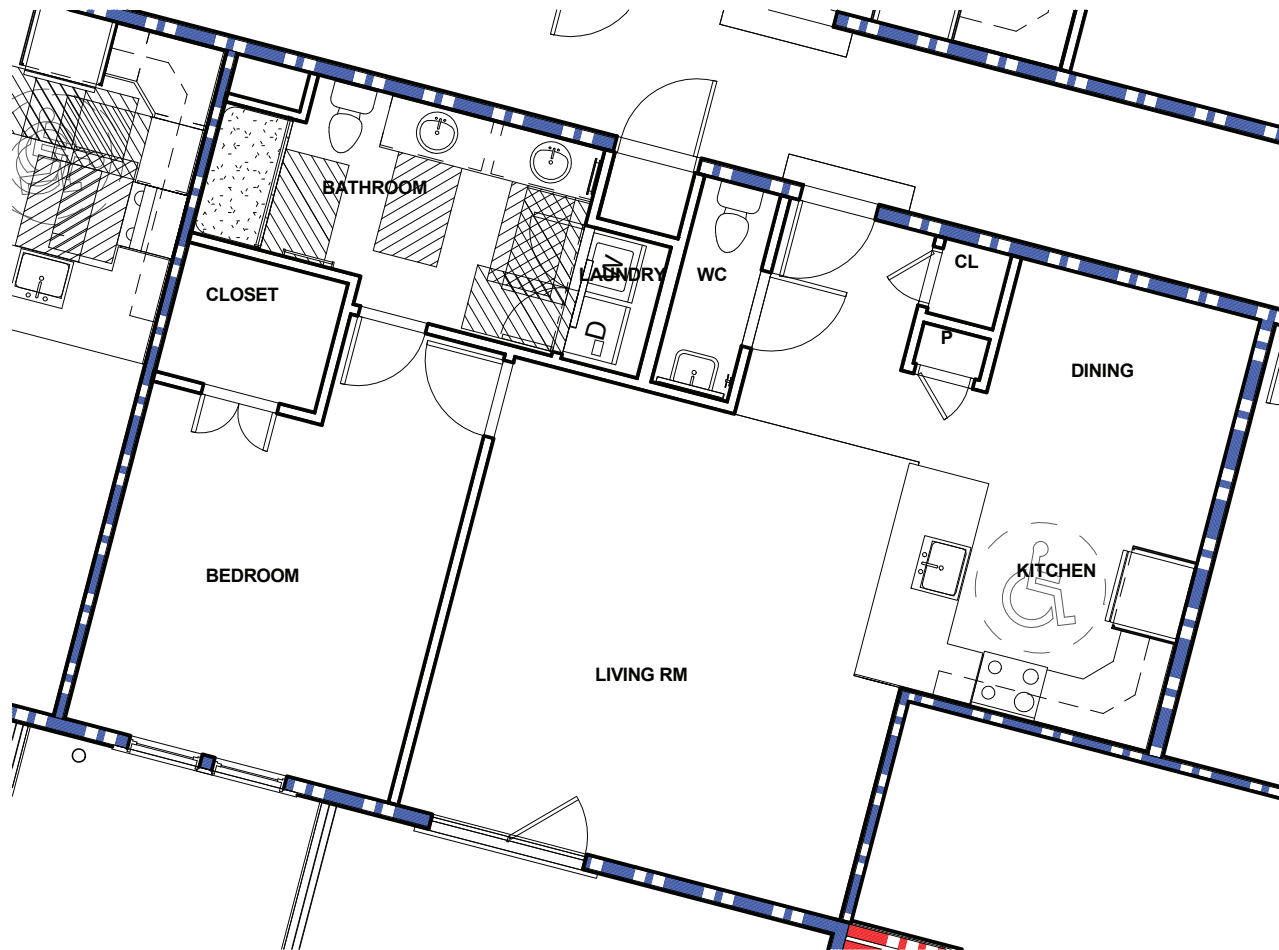 BATHROOM
LAUNDRY
W
WC
CL
CLOSET
D
P
DINING
KITCHEN
BEDROOM
LIVING RM